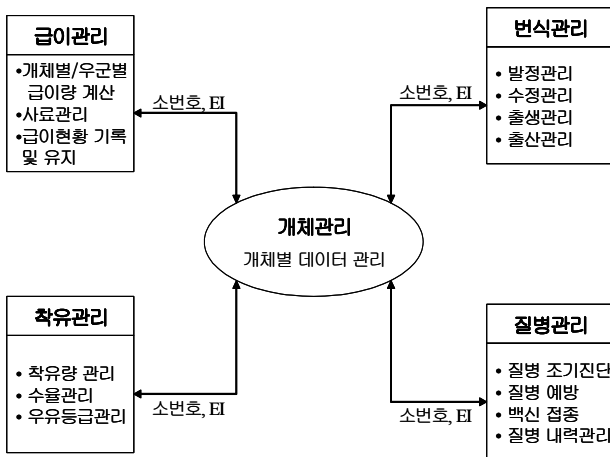 급이관리
•개체별/우군별
급이량 계산
•사료관리
•급이현황 기록
및 유지
소번호, EI
번식관리
• 발정관리
• 수정관리
• 출생관리
• 출산관리
소번호, EI
개체관리
개체별 데이터 관리
착유관리
• 착유량 관리
• 수율관리
• 우유등급관리
소번호, EI
질병관리
• 질병 조기진단
• 질병 예방
• 백신 접종
• 질병 내력관리
소번호, EI